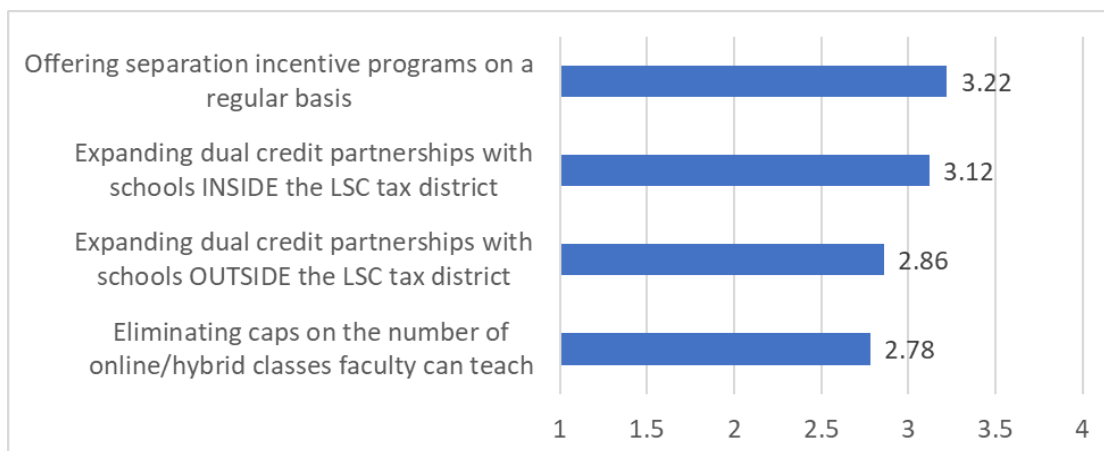 Offering separation incentive programs on a
regular basis
3.22
Expanding dual credit partnerships with
schools INSIDE the LSC tax district
3.12
Expanding dual credit partnerships with
schools OUTSIDE the LSC tax district
2.86
Eliminating caps on the number of
online/hybrid classes faculty can teach
2.78
1 1.5 2 2.5 3 3.5 4